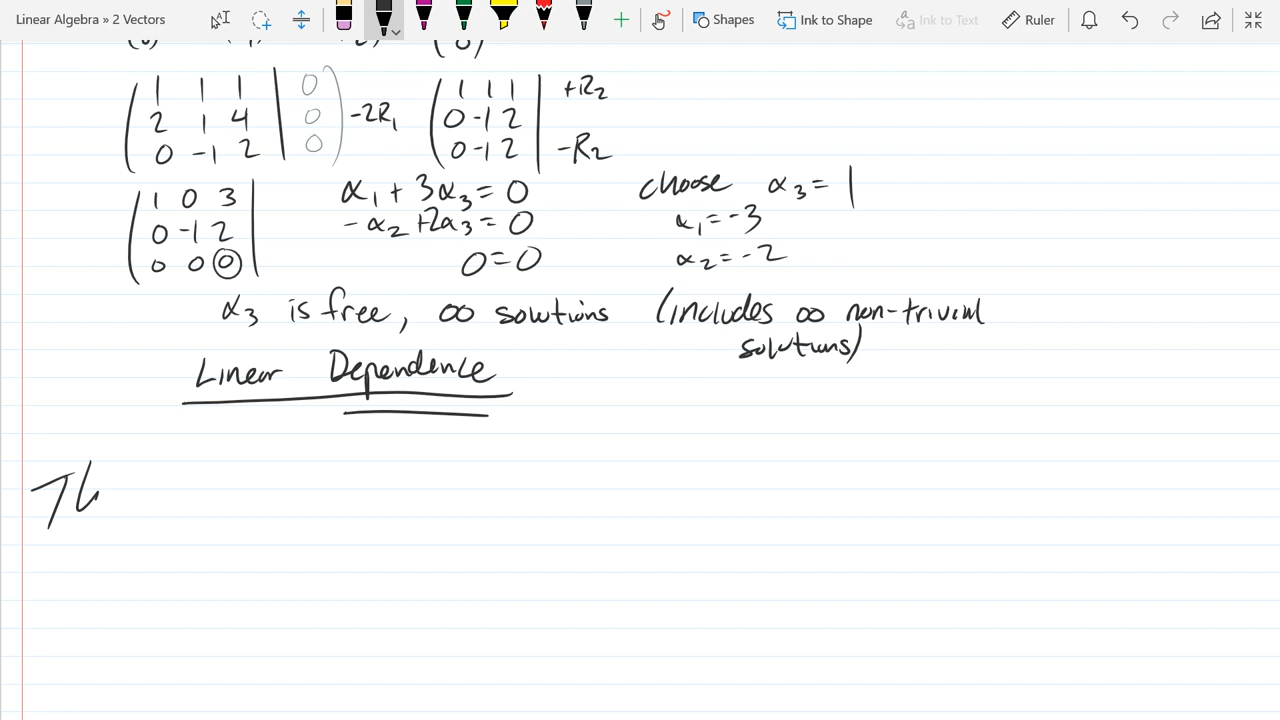 Linear Algebra » 2 Vectors
Shapes
Ink to Shape
Ink to Text
Ruler
1 1 1 | 0
2 1 4 | 0 -2R₁
0 -1 2 | 0
1 1 1 | +R₂
0 -1 2
0 -1 2 | -R₂
1 0 3
0 -1 2
0 0 0
α₁ + 3α₃ = 0
-α₂ + 2α₃ = 0
0 = 0
choose α₃ = 1
α₁ = -3
α₂ = -2
α₃ is free, ∞ solutions (includes ∞ non-trivial
solutions)
Linear Dependence